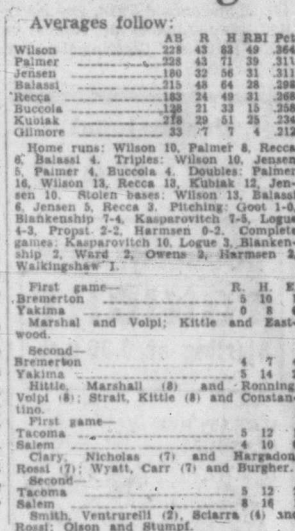 Averages follow:
AB R H RBI Pct
Wilson 228 43 83 49 .364
Palmer 228 43 71 39 .311
Jensen 180 32 56 31 .311
Balassi 215 48 64 28 .298
Recca 183 24 49 31 .268
Buccola 128 21 33 15 .258
Kubiak 218 29 51 25 .234
Gilmore 33 7 7 4 .212
Home runs: Wilson 10, Palmer 8, Recca
6, Balassi 4. Triples: Wilson 10, Jensen
5, Palmer 4, Buccola 4. Doubles: Palmer
16, Wilson 13, Recca 13, Kubiak 12, Jen-
sen 10. Stolen bases: Wilson 13, Balassi
6, Jensen 5, Recca 3. Pitching: Goot 1-0,
Blankenship 7-4, Kasparovitch 7-5, Logue
4-3, Propst 2-2, Harmsen 0-2. Complete
games: Kasparovitch 10, Logue 3, Blanken-
ship 2, Ward 2, Owens 2, Harmsen 2,
Walkingshaw 1.
First game— R. H. E
Bremerton 5 10
Yakima 0 8
Marshal and Volpi; Kittle and East-
wood.
Second—
Bremerton 4 7
Yakima 5 14
Hittle, Marshall (8) and Ronning,
Volpi (8); Strait, Kittle (8) and Constan-
tino.
First game—
Tacoma 5 12
Salem 4 10
Clary, Nicholas (7) and Hargadon,
Rossi (7); Wyatt, Carr (7) and Burgher.
Second—
Tacoma 5 12
Salem 8 16
Smith, Ventrurelli (2), Sciarra (4) and
Rossi; Olson and Stumpf.